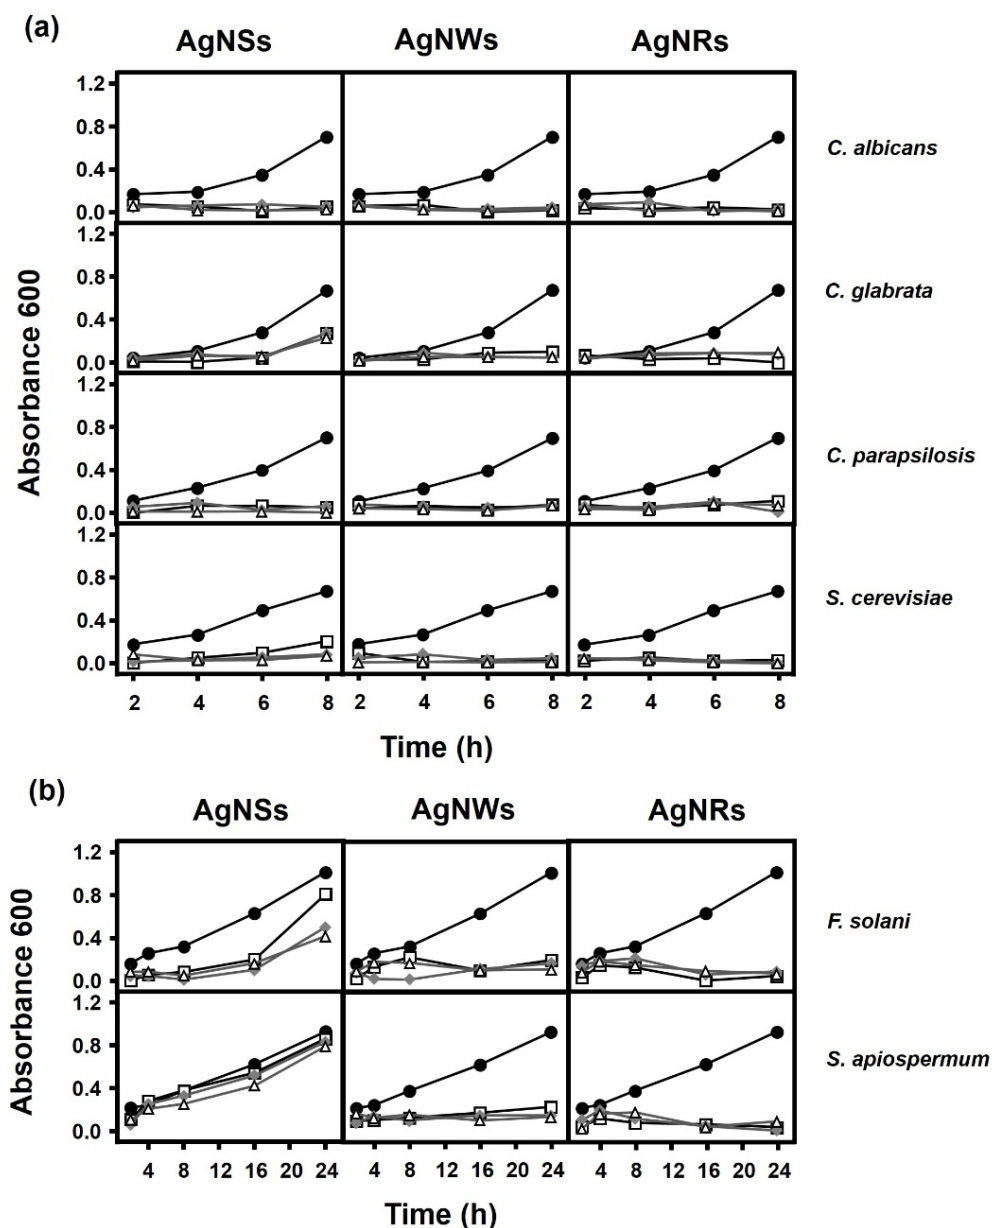 (a)
AgNSs AgNWs AgNRs
1.2
0.8
0.4
0.0
C. albicans
1.2
0.8
0.4
0.0
C. glabrata
Absorbance 600
1.2
0.8
0.4
0.0
C. parapsilosis
1.2
0.8
0.4
0.0
S. cerevisiae
2 4 6 8 2 4 6 8 2 4 6 8
Time (h)
(b)
AgNSs AgNWs AgNRs
1.2
0.8
0.4
0.0
F. solani
Absorbance 600
1.2
0.8
0.4
0.0
S. apiospermum
4 8 12 16 20 24 4 8 12 16 20 24 4 8 12 16 20 24
Time (h)